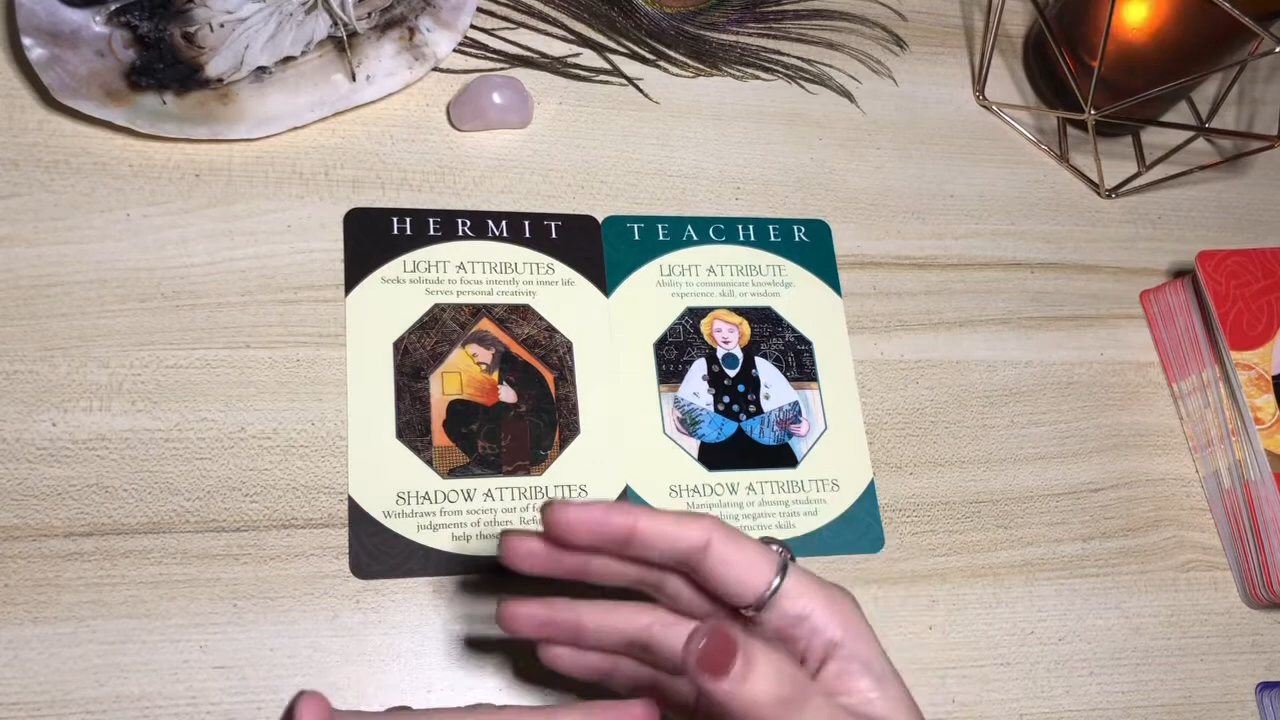 HERMIT
LIGHT ATTRIBUTES
Seeks solitude to focus intently on inner life.
Serves personal creativity.
SHADOW ATTRIBUTES
Withdraws from society out of
judgments of others.
help those
TEACHER
LIGHT ATTRIBUTE
Ability to communicate knowledge,
experience, skill, or wisdom.
SHADOW ATTRIBUTES
Manipulating or abusing students.
negative traits and
skills.